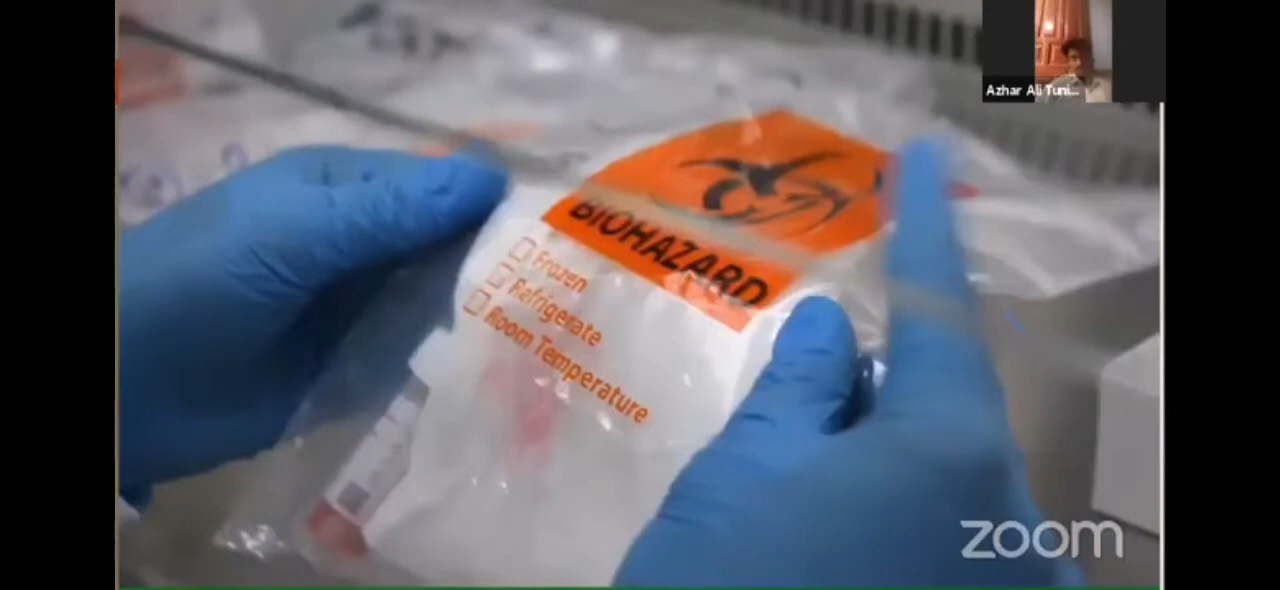 Azhar Ali Tuni...
BIOHAZARD
Frozen
Refrigerate
Room Temperature
zoom